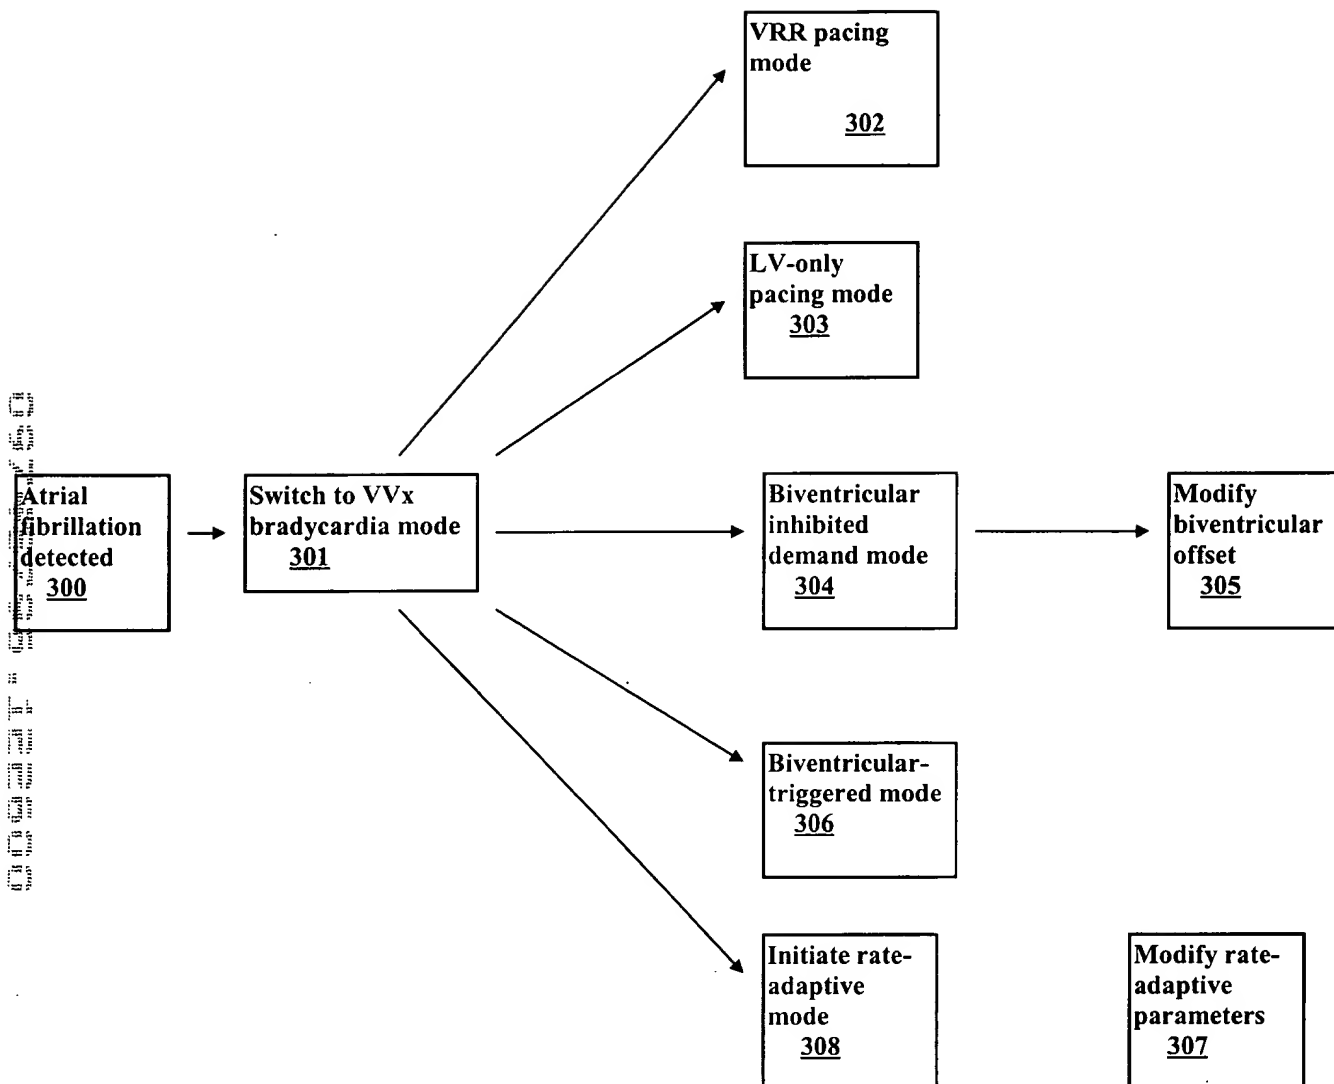 VRR pacing
mode
302
LV-only
pacing mode
303
Atrial
fibrillation
detected
300
Switch to VVx
bradycardia mode
301
Biventricular
inhibited
demand mode
304
Modify
biventricular
offset
305
Biventricular-
triggered mode
306
Initiate rate-
adaptive
mode
308
Modify rate-
adaptive
parameters
307